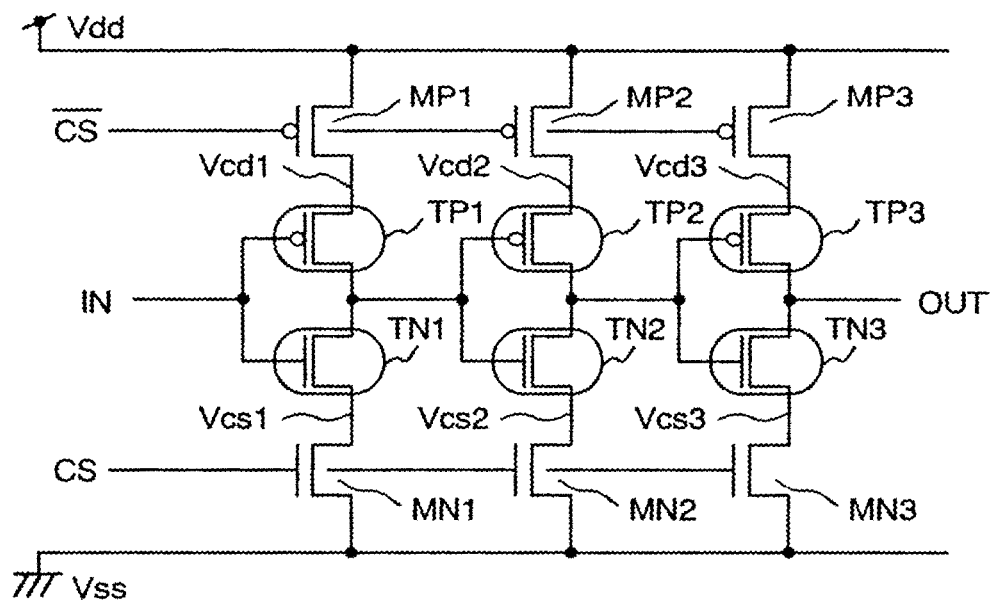 Vdd
MP1 MP2 MP3
C̅S̅
Vcd1 Vcd2 Vcd3
TP1 TP2 TP3
IN OUT
TN1 TN2 TN3
Vcs1 Vcs2 Vcs3
CS
MN1 MN2 MN3
Vss